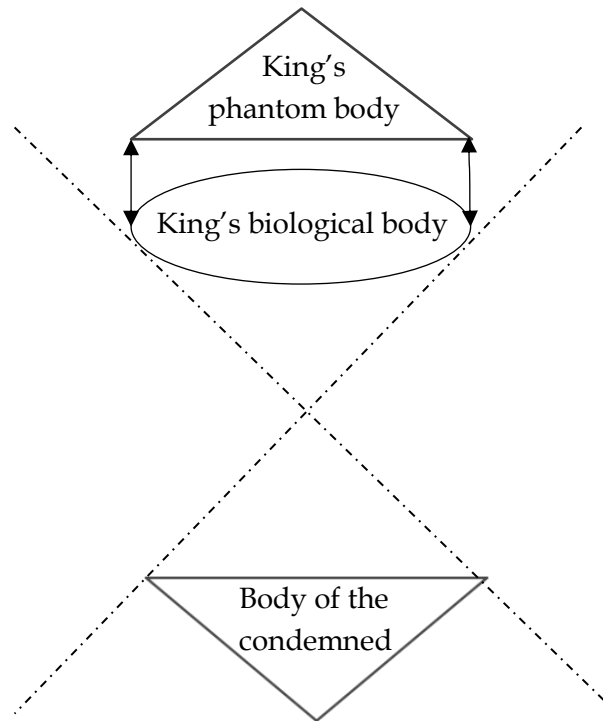 King’s
phantom body
King’s biological body
Body of the
condemned